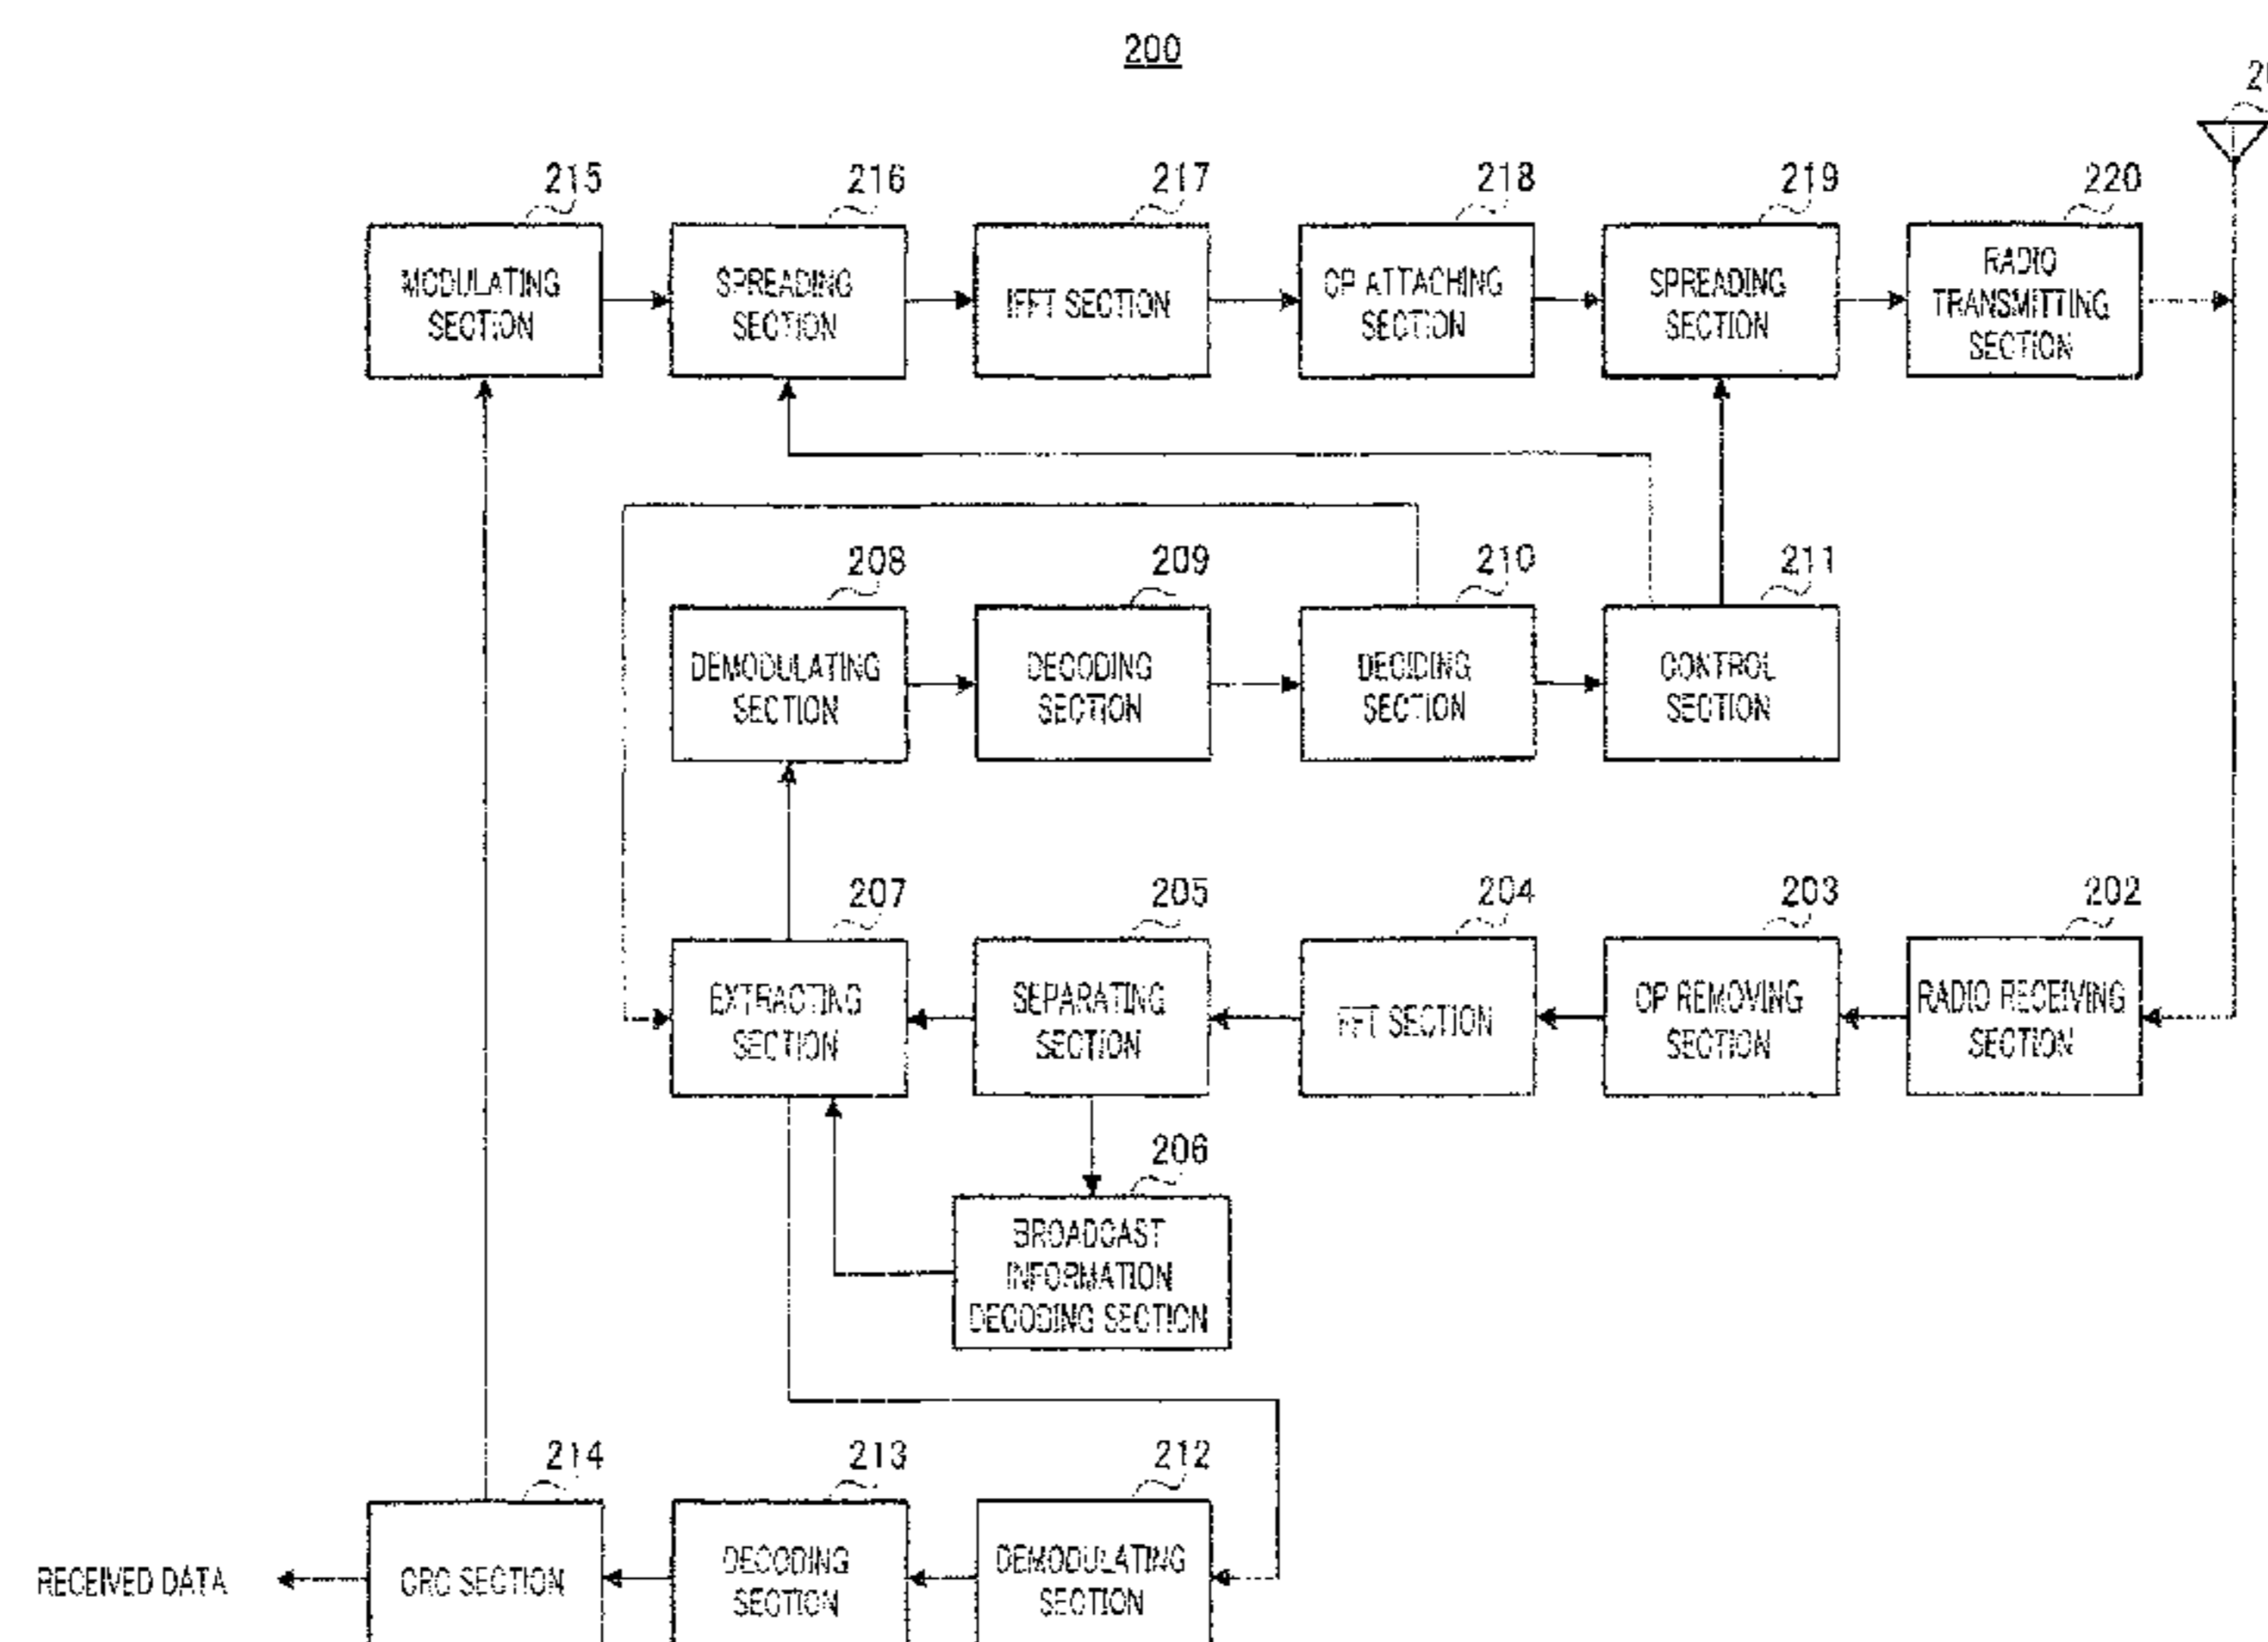 200
215
216
217
218
219
220
MODULATING
SECTION
SPREADING
SECTION
IFFT SECTION
CP ATTACHING
SECTION
SPREADING
SECTION
RADIO
TRANSMITTING
SECTION
208
209
210
211
DEMODULATING
SECTION
DECODING
SECTION
DECIDING
SECTION
CONTROL
SECTION
207
205
204
203
202
EXTRACTING
SECTION
SEPARATING
SECTION
FFT SECTION
CP REMOVING
SECTION
RADIO RECEIVING
SECTION
206
BROADCAST
INFORMATION
DECODING SECTION
214
213
212
RECEIVED DATA
CRC SECTION
DECODING
SECTION
DEMODULATING
SECTION